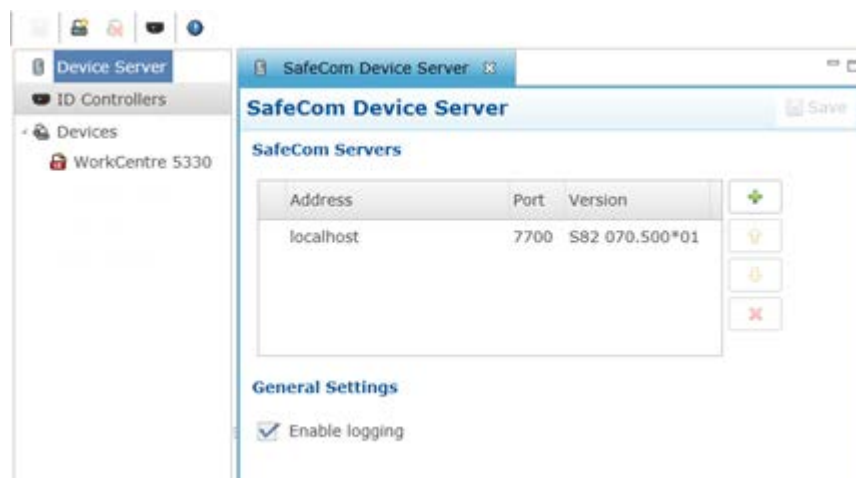 Device Server
ID Controllers
Devices
WorkCentre 5330
SafeCom Device Server
SafeCom Device Server
Save
SafeCom Servers
Address Port Version
localhost 7700 S82 070.500*01
General Settings
Enable logging